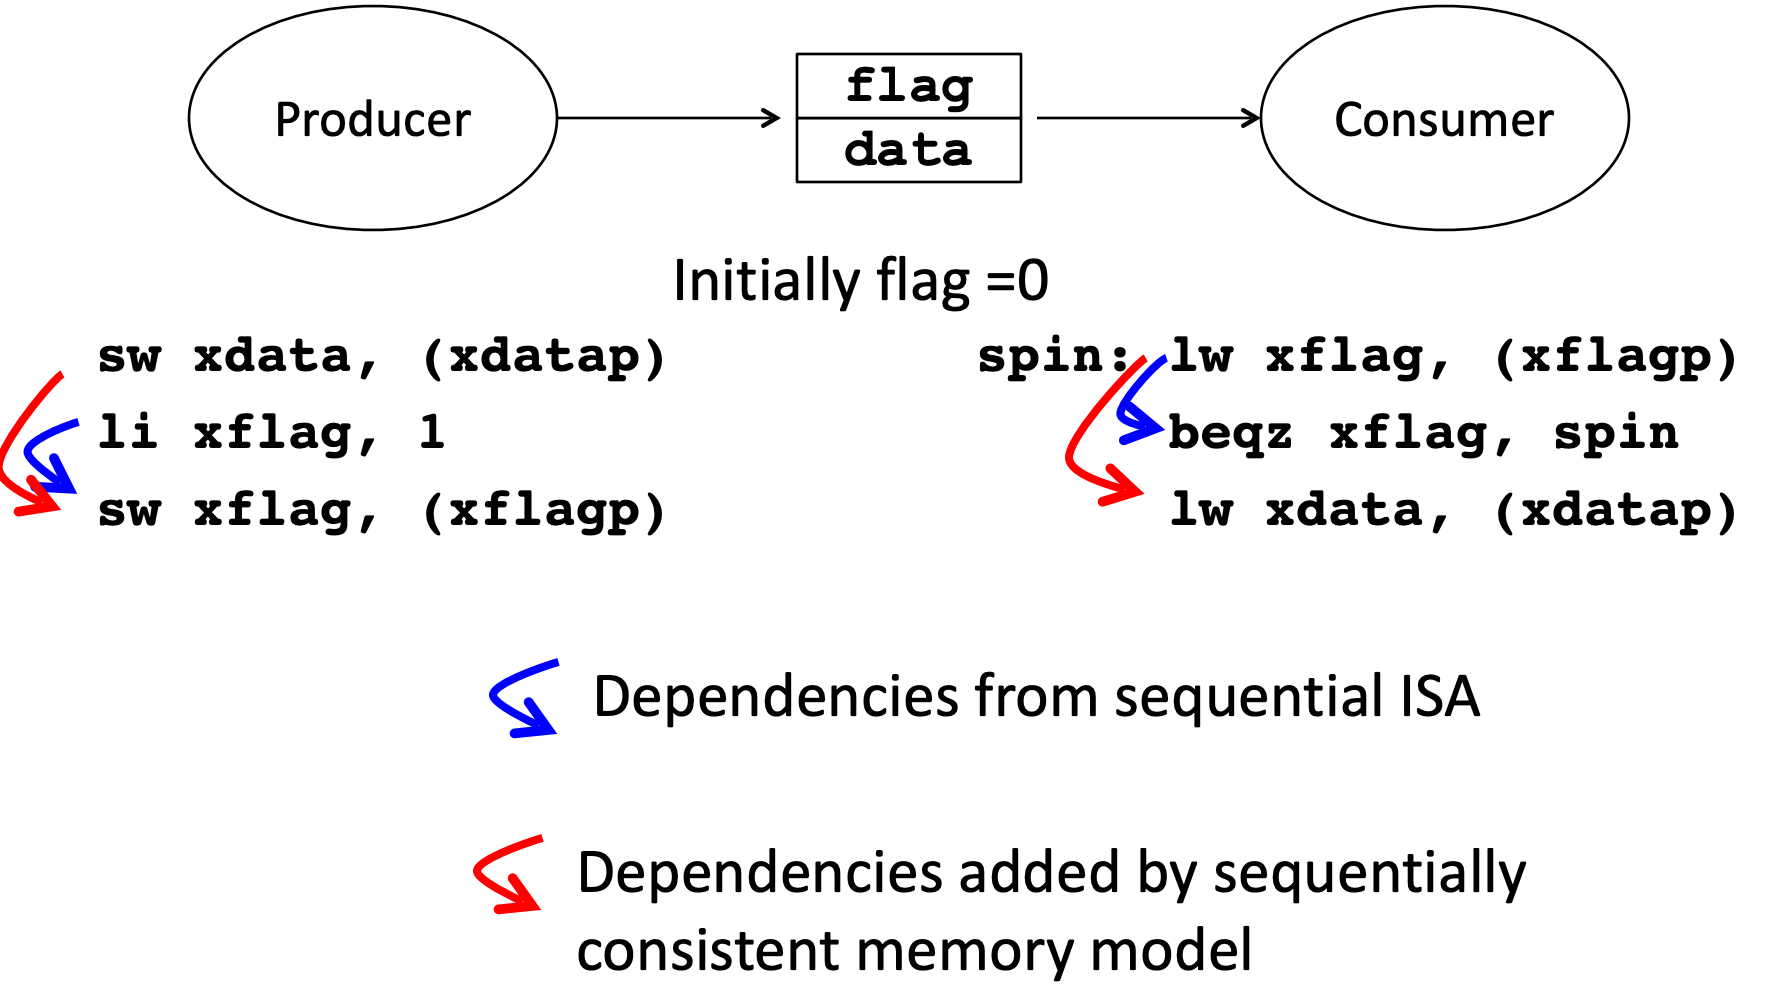 Producer
flag
data
Consumer
Initially flag =0
sw xdata, (xdatap)
li xflag, 1
sw xflag, (xflagp)
spin: lw xflag, (xflagp)
beqz xflag, spin
lw xdata, (xdatap)
Dependencies from sequential ISA
Dependencies added by sequentially
consistent memory model